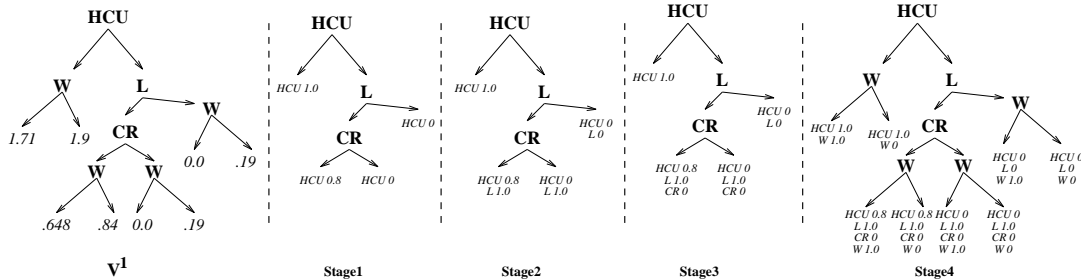 HCU
W L
1.71 1.9 CR W
W W 0.0 .19
.648 .84 0.0 .19
V1
HCU
HCU 1.0 L
CR HCU 0
HCU 0.8 HCU 0
Stage1
HCU
HCU 1.0 L
CR HCU 0
L 0
HCU 0.8 HCU 0
L 1.0 L 1.0
Stage2
HCU
HCU 1.0 L
CR HCU 0
L 0
HCU 0.8 HCU 0
L 1.0 L 1.0
CR 0 CR 0
Stage3
HCU
W L
HCU 1.0 HCU 1.0 CR W
W 1.0 W 0
W W HCU 0 HCU 0
L 0 L 0
W 1.0 W 0
HCU 0.8 HCU 0.8 HCU 0 HCU 0
L 1.0 L 1.0 L 1.0 L 1.0
CR 0 CR 0 CR 0 CR 0
W 1.0 W 0 W 1.0 W 0
Stage4